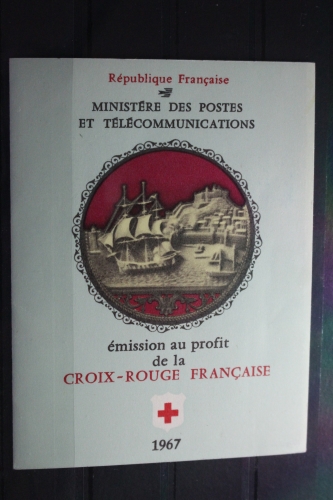 République Française
MINISTÈRE DES POSTES
ET TÉLÉCOMMUNICATIONS
émission au profit
de la
CROIX-ROUGE FRANÇAISE
1967